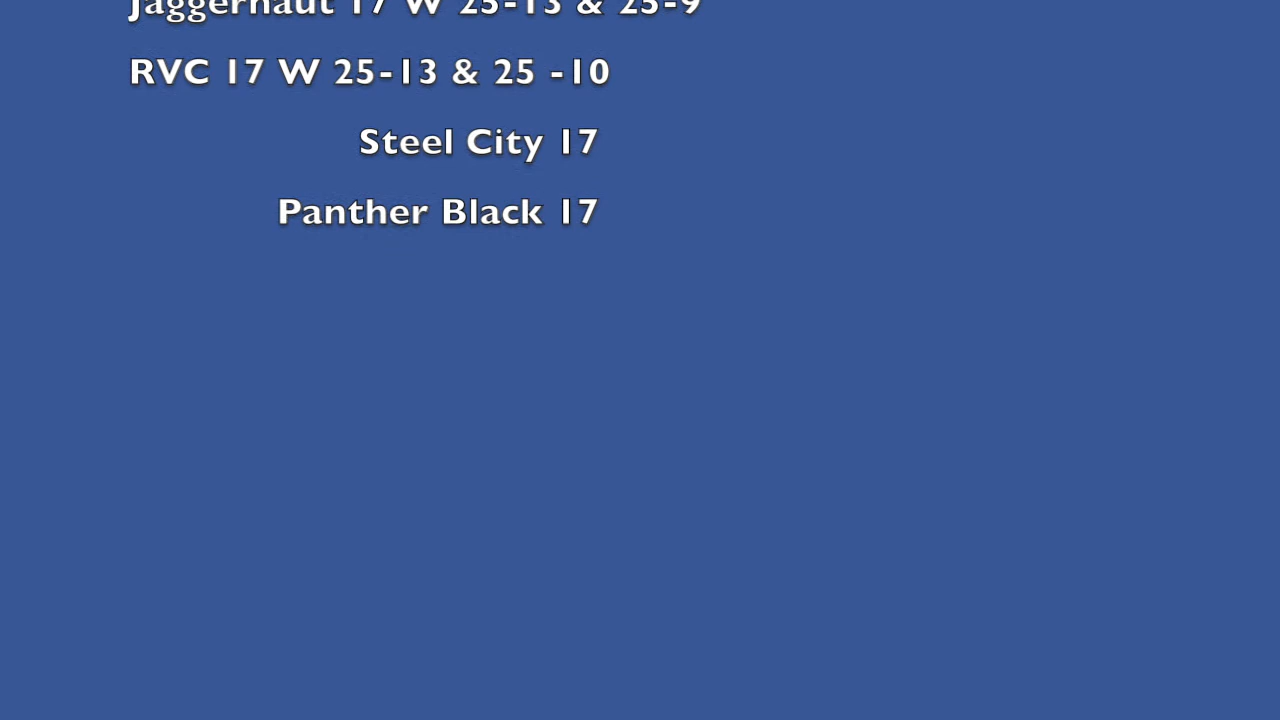 Jaggernaut 17 W 25-13 & 25-9
RVC 17 W 25-13 & 25 -10
Steel City 17
Panther Black 17